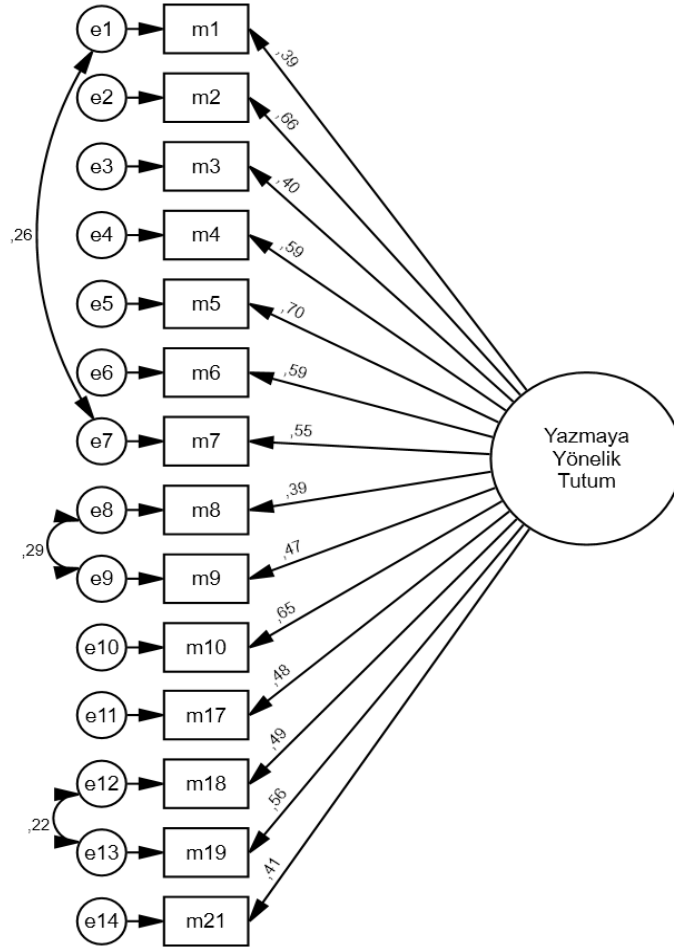 e1 m1 ,39
e2 m2 ,66
e3 m3 ,40
e4 m4 ,59
,26
e5 m5 ,70
e6 m6 ,59
e7 m7 ,55
Yazmaya
Yönelik
Tutum
e8 m8 ,39
,29
e9 m9 ,47
e10 m10 ,65
e11 m17 ,48
e12 m18 ,49
,22
e13 m19 ,56
e14 m21 ,41